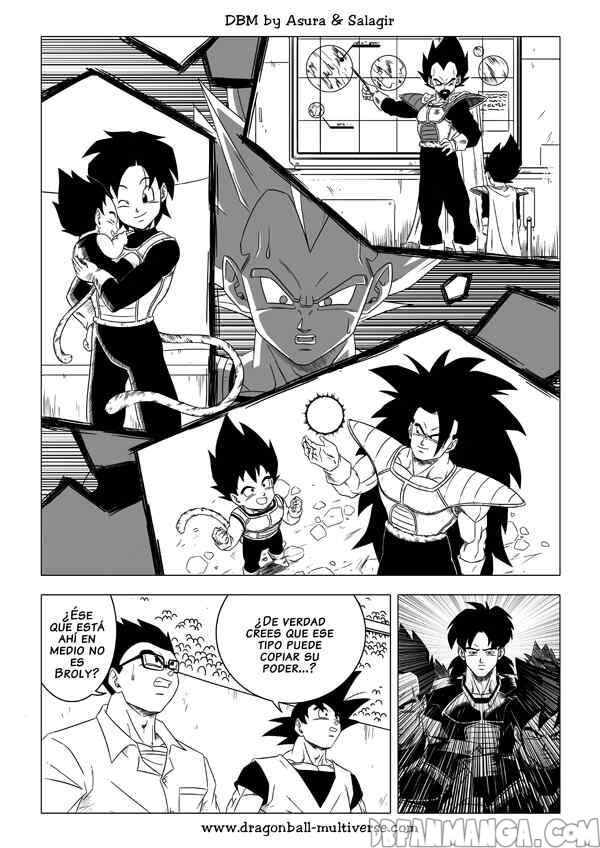 DBM by Asura & Salagir
¿Ése
que está
ahí en
medio no
es
Broly?
¿De verdad
crees que ese
tipo puede
copiar su
poder...?
www.dragonball-multiverse.com
DBFANMANGA.COM